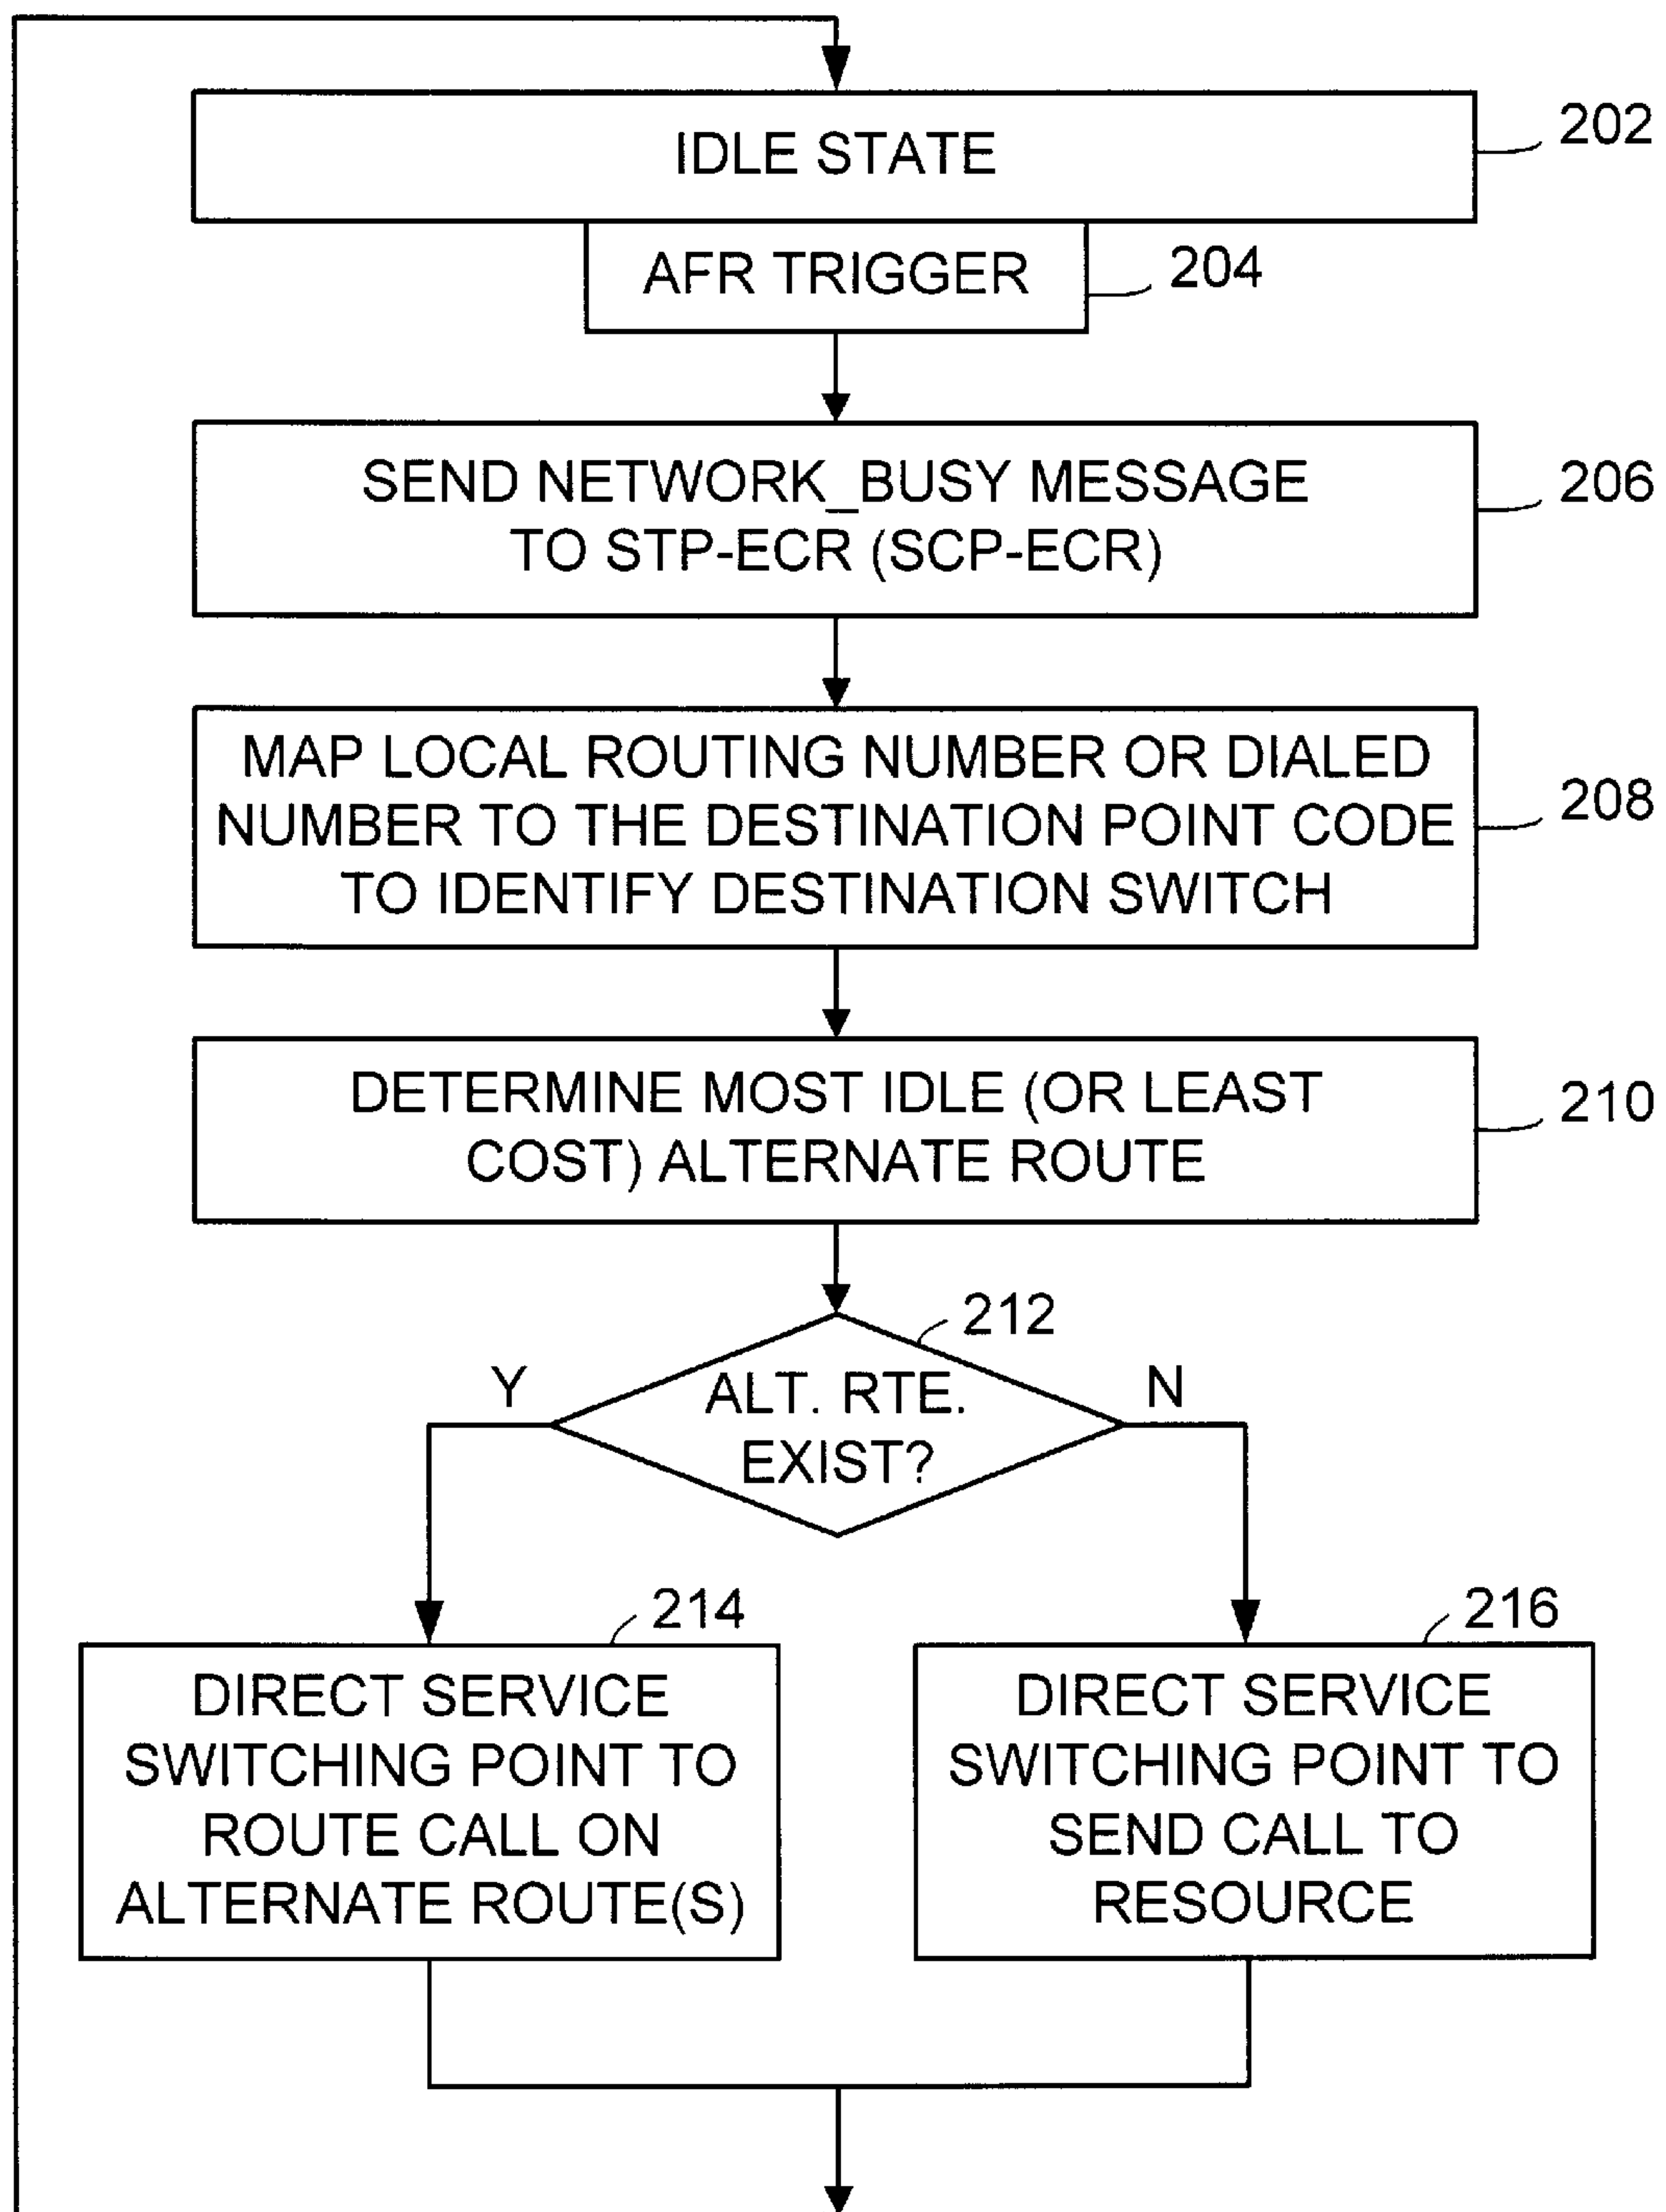 IDLE STATE
202
AFR TRIGGER
204
SEND NETWORK_BUSY MESSAGE
TO STP-ECR (SCP-ECR)
206
MAP LOCAL ROUTING NUMBER OR DIALED
NUMBER TO THE DESTINATION POINT CODE
TO IDENTIFY DESTINATION SWITCH
208
DETERMINE MOST IDLE (OR LEAST
COST) ALTERNATE ROUTE
210
212
Y
ALT. RTE.
EXIST?
N
214
DIRECT SERVICE
SWITCHING POINT TO
ROUTE CALL ON
ALTERNATE ROUTE(S)
216
DIRECT SERVICE
SWITCHING POINT TO
SEND CALL TO
RESOURCE